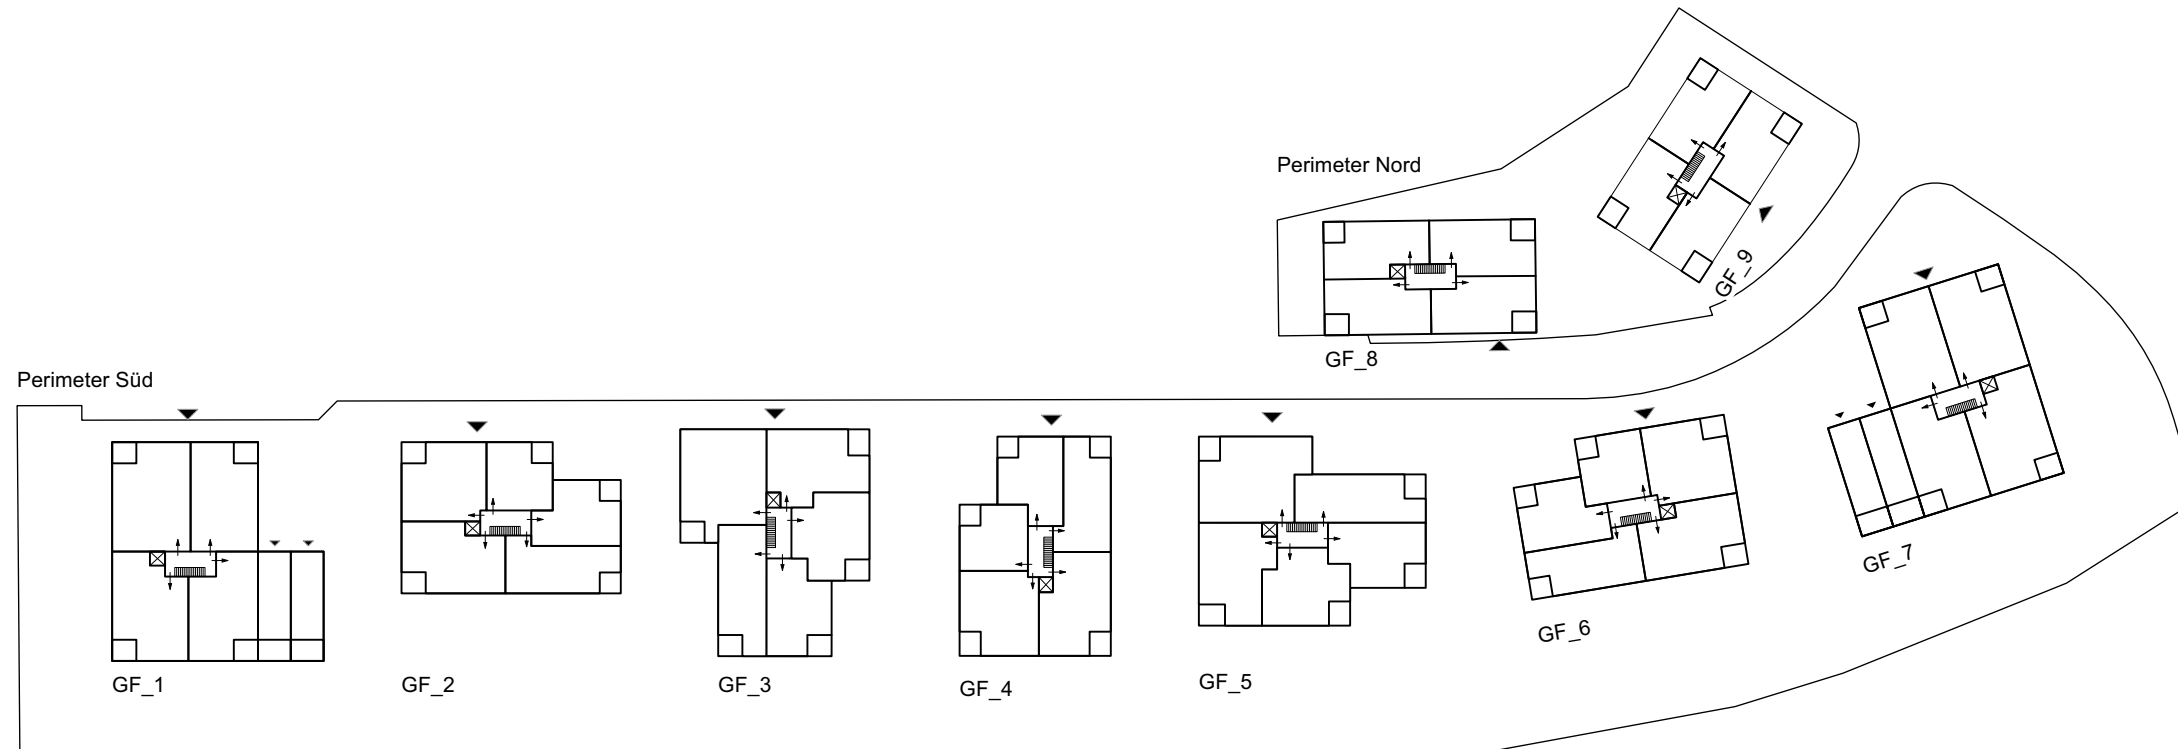 Perimeter Nord
GF_9
GF_8
Perimeter Süd
GF_7
GF_6
GF_1
GF_2
GF_3
GF_4
GF_5